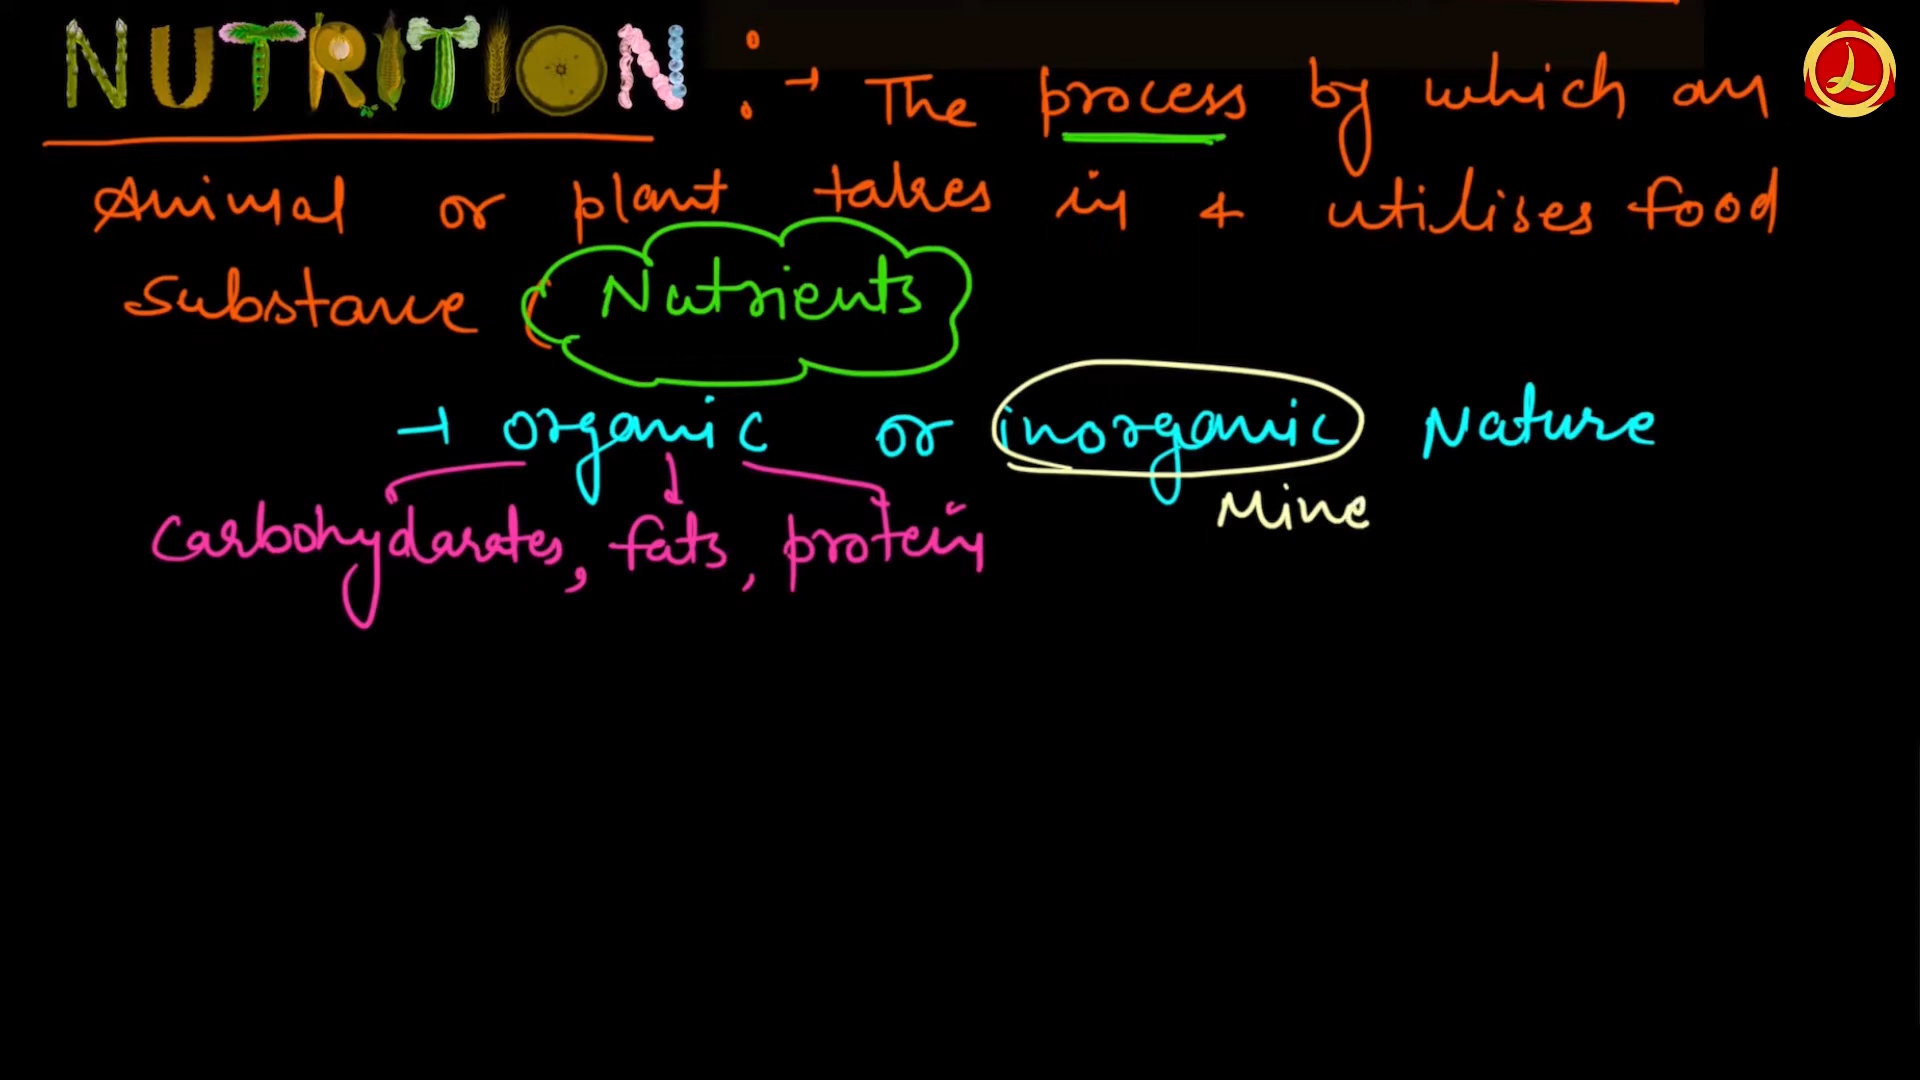 NUTRITION : → The process by which an
Animal or plant takes in + utilises food
Substance ( Nutrients
→ organic or inorganic Nature
Mine
Carbohydarates, fats, protein